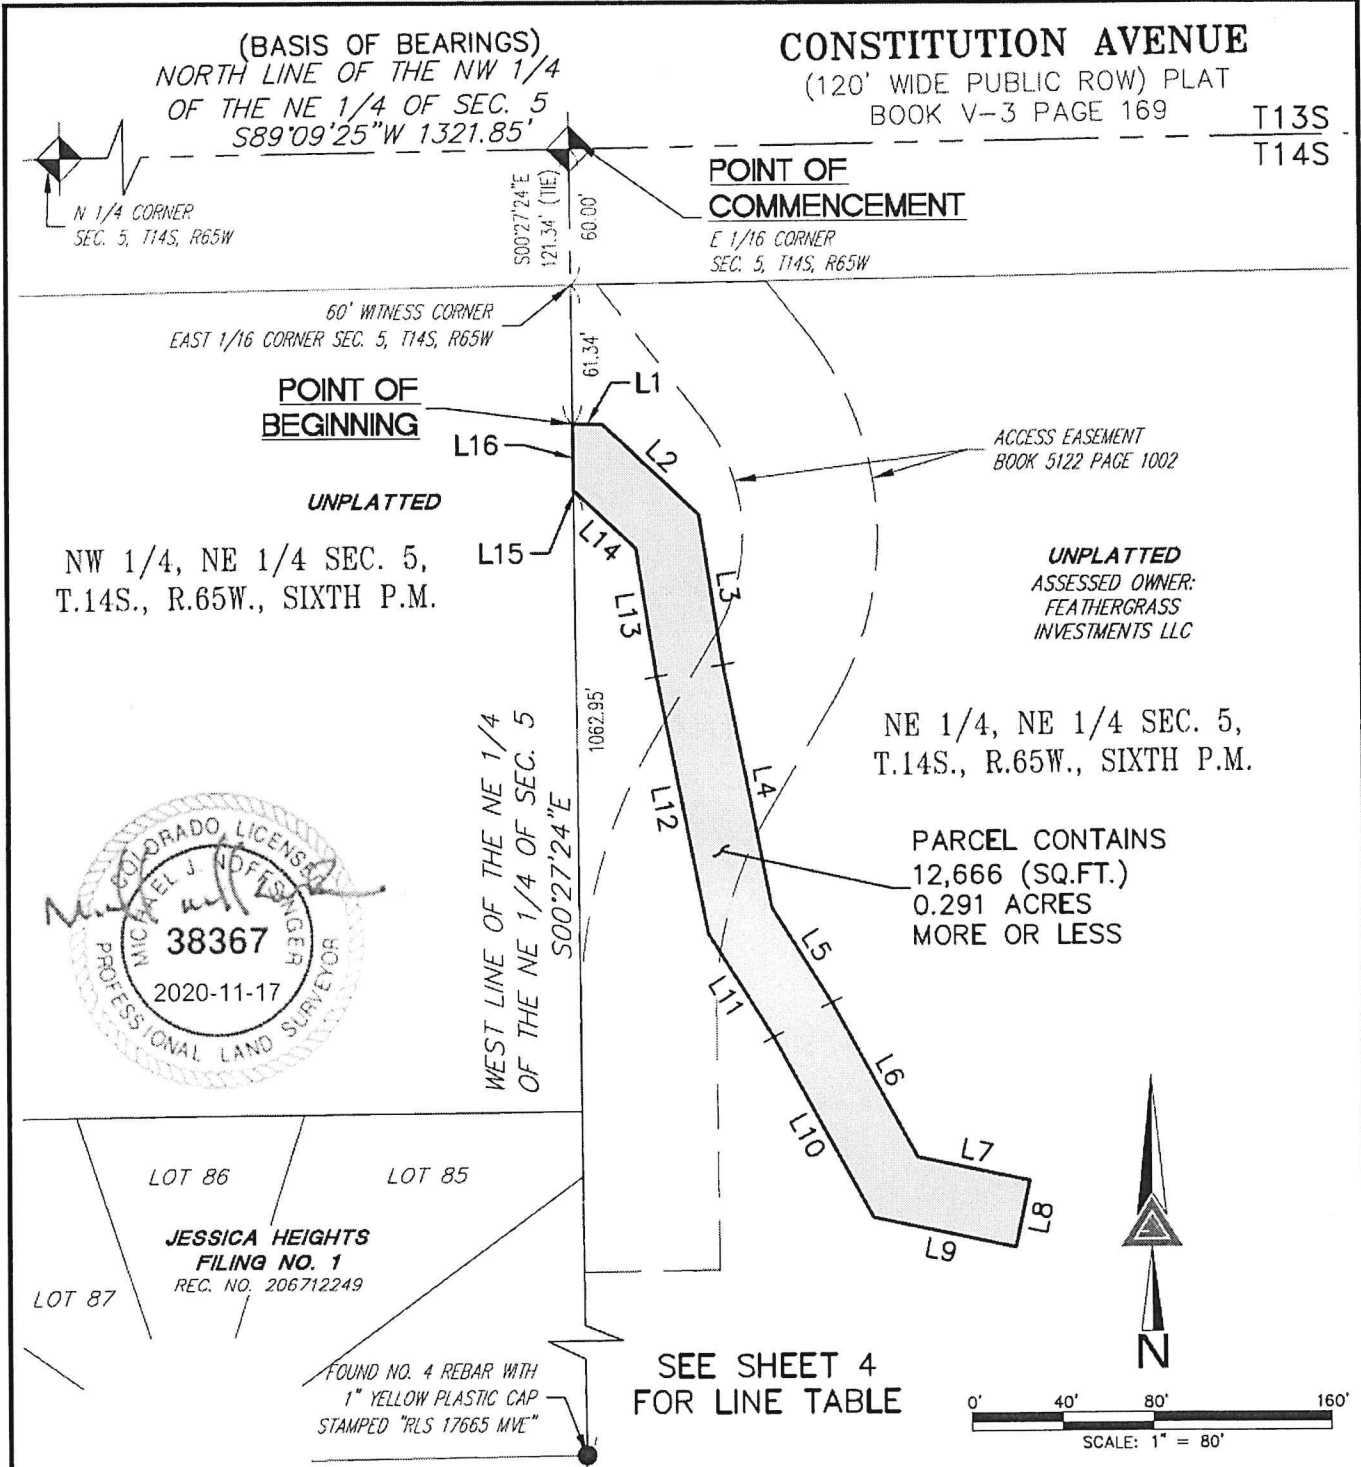 (BASIS OF BEARINGS)
NORTH LINE OF THE NW 1/4
OF THE NE 1/4 OF SEC. 5
S89°09'25"W 1321.85'
CONSTITUTION AVENUE
(120' WIDE PUBLIC ROW) PLAT
BOOK V-3 PAGE 169
T13S
T14S
N 1/4 CORNER
SEC. 5, T14S, R65W
S00°27'24"E
121.34' (TIE)
60.00'
POINT OF
COMMENCEMENT
E 1/16 CORNER
SEC. 5, T14S, R65W
60' WITNESS CORNER
EAST 1/16 CORNER SEC. 5, T14S, R65W
61.34'
POINT OF
BEGINNING
L1
L16
L2
ACCESS EASEMENT
BOOK 5122 PAGE 1002
UNPLATTED
NW 1/4, NE 1/4 SEC. 5,
T.14S., R.65W., SIXTH P.M.
L15
L14
L3
L13
UNPLATTED
ASSESSED OWNER:
FEATHERGRASS
INVESTMENTS LLC
1062.95'
WEST LINE OF THE NE 1/4
OF THE NE 1/4 OF SEC. 5
S00°27'24"E
NE 1/4, NE 1/4 SEC. 5,
T.14S., R.65W., SIXTH P.M.
L4
L12
PARCEL CONTAINS
12,666 (SQ.FT.)
0.291 ACRES
MORE OR LESS
COLORADO LICENSED
MICHAEL J. NOFTSINGER
38367
2020-11-17
PROFESSIONAL LAND SURVEYOR
L5
L11
L6
L10
L7
L8
L9
LOT 86
LOT 85
JESSICA HEIGHTS
FILING NO. 1
REC. NO. 206712249
LOT 87
FOUND NO. 4 REBAR WITH
1" YELLOW PLASTIC CAP
STAMPED "RLS 17665 MVE"
SEE SHEET 4
FOR LINE TABLE
N
0' 40' 80' 160'
SCALE: 1" = 80'